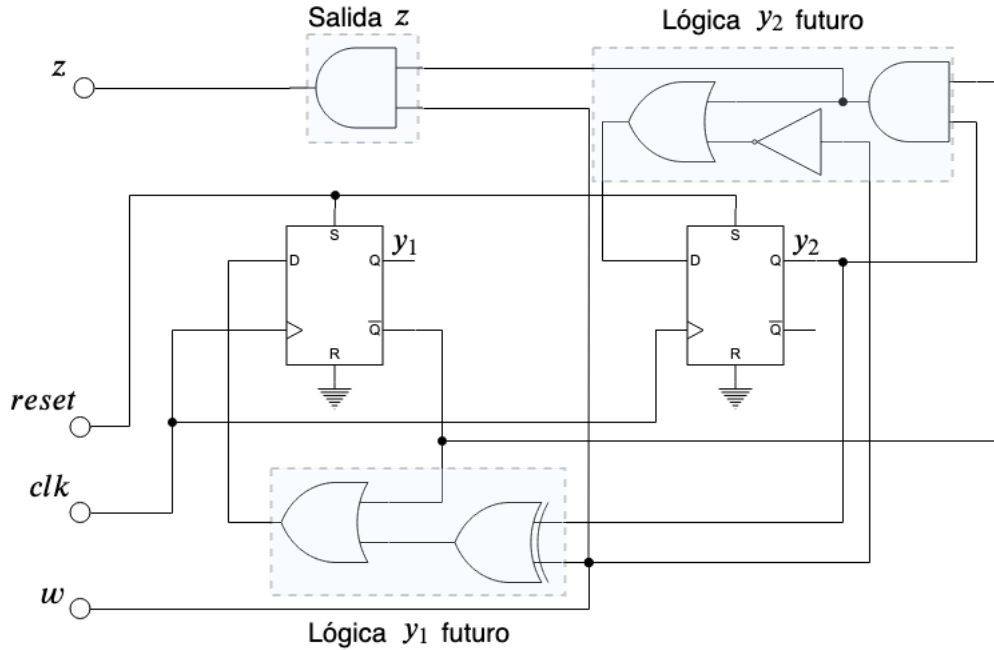 Salida z
Lógica y₂ futuro
z
S
S
y₁
y₂
D
Q
D
Q
Q̅
Q̅
R
R
reset
clk
w
Lógica y₁ futuro